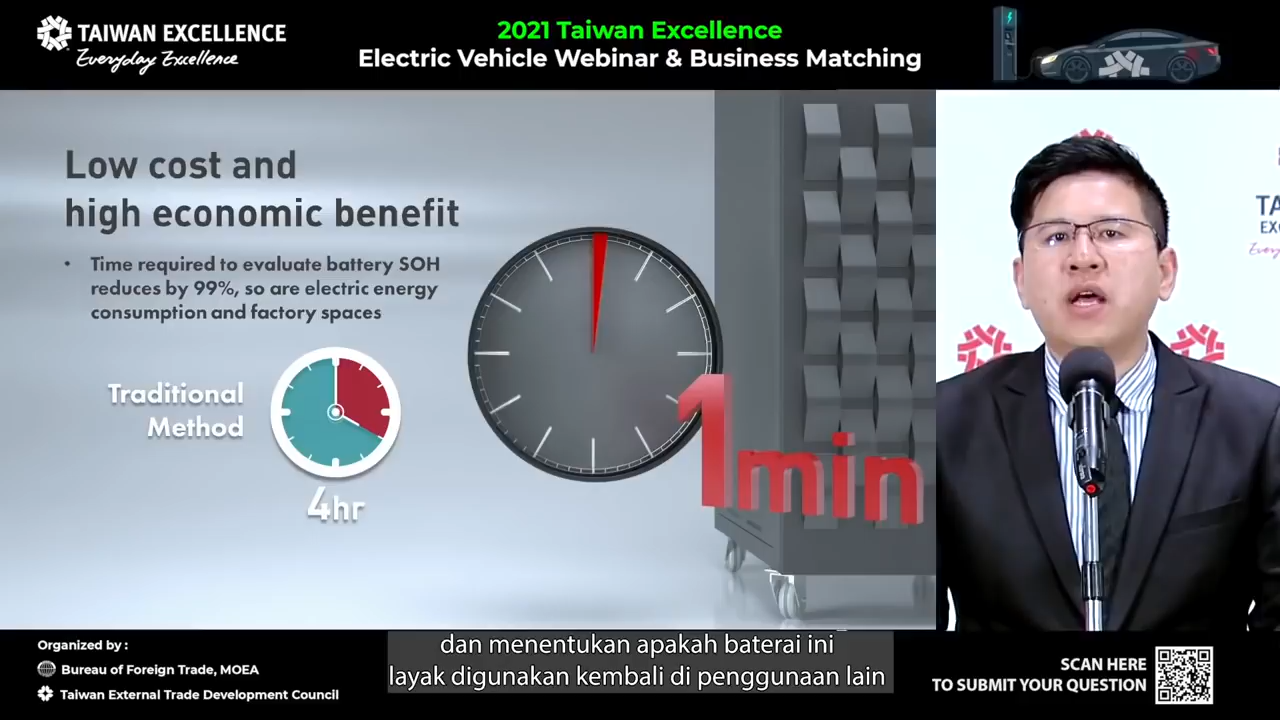 TAIWAN EXCELLENCE
Everyday Excellence
2021 Taiwan Excellence
Electric Vehicle Webinar & Business Matching
Low cost and
high economic benefit
• Time required to evaluate battery SOH
reduces by 99%, so are electric energy
consumption and factory spaces
Traditional
Method
4hr
1min
TA
EX
Organized by :
Bureau of Foreign Trade, MOEA
Taiwan External Trade Development Council
dan menentukan apakah baterai ini
layak digunakan kembali di penggunaan lain
SCAN HERE
TO SUBMIT YOUR QUESTION